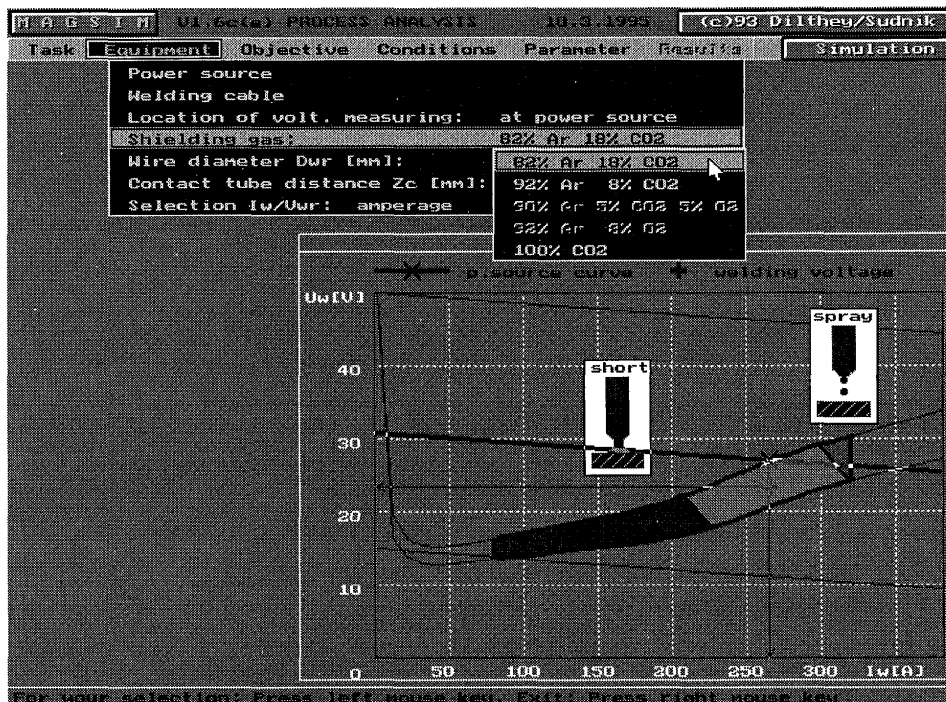 M A G S I M V1.6c(a) PROCESS ANALYSIS 10.3.1995 (c)93 Dilthey/Sudnik
Task Equipment Objective Conditions Parameter Results Simulation
Power source
Welding cable
Location of volt. measuring: at power source
Shielding gas: 82% Ar 18% CO2
Wire diameter Dwr [mm]: 82% Ar 18% CO2
Contact tube distance Zc [mm]: 92% Ar 8% CO2
Selection Iw/Vwr: amperage 90% Ar 5% CO2 5% O2
92% Ar 8% O2
100% CO2
p.source curve welding voltage
Uw[V]
spray
short
40
30
20
10
0 50 100 150 200 250 300 Iw[A]
For your selection: Press left mouse key. Exit: Press right mouse key